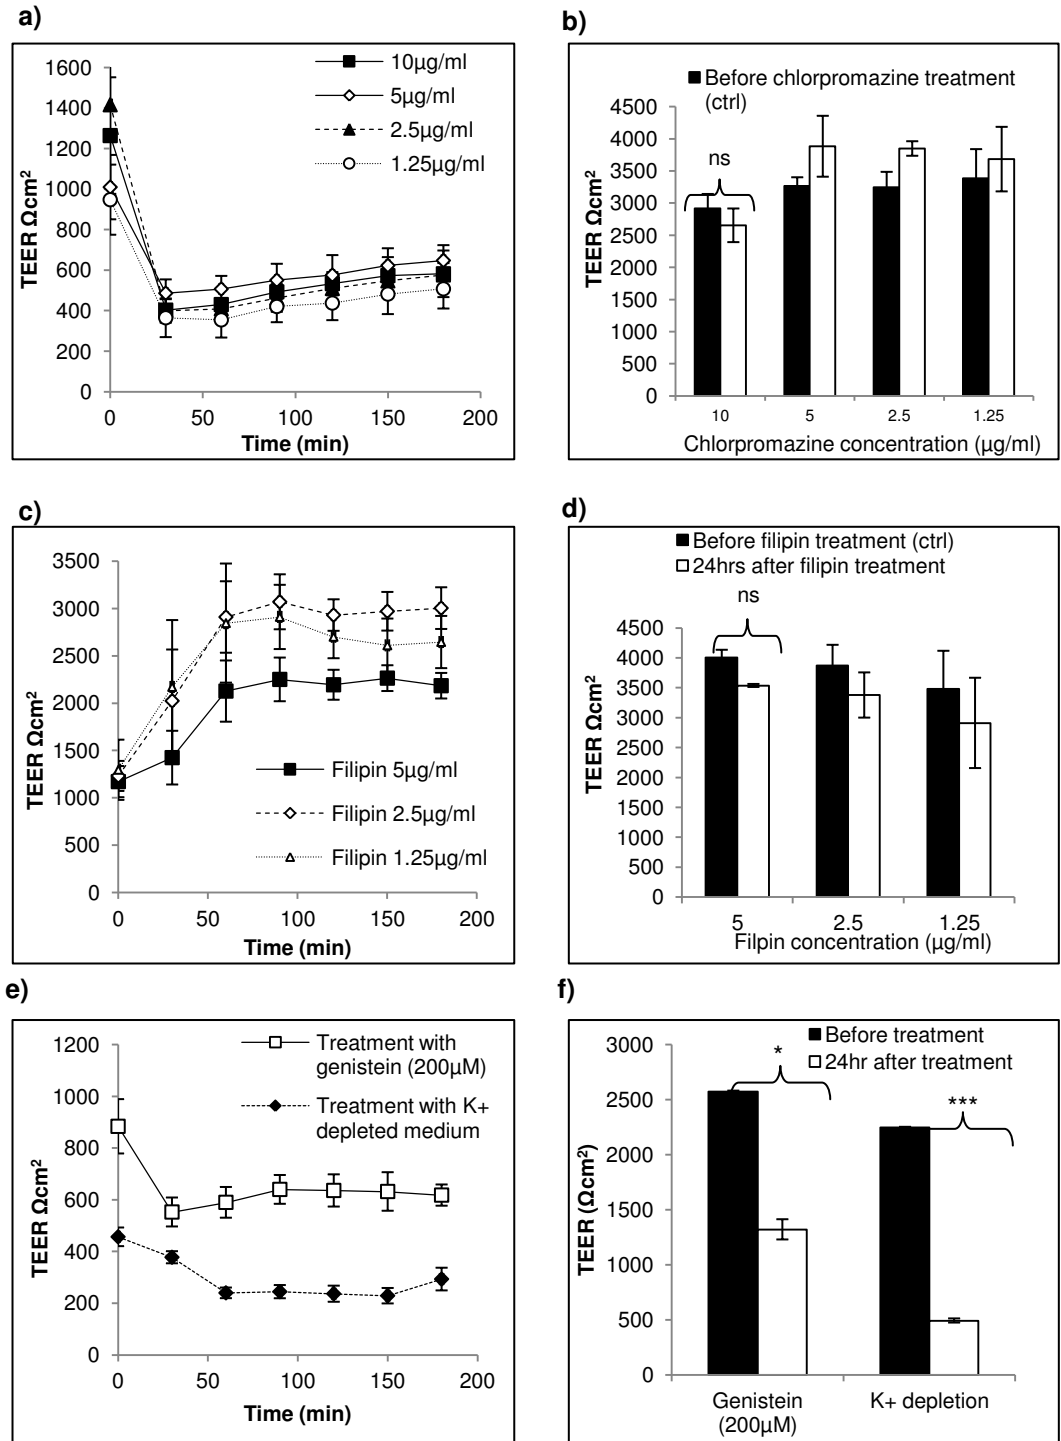 a)
1600
1400
1200
1000
800
600
400
200
0
TEER Ωcm²
0 50 100 150 200
Time (min)
10µg/ml
5µg/ml
2.5µg/ml
1.25µg/ml
b)
Before chlorpromazine treatment
(ctrl)
4500
4000
3500
3000
2500
2000
1500
1000
500
0
TEER Ωcm²
ns
10 5 2.5 1.25
Chlorpromazine concentration (µg/ml)
c)
3500
3000
2500
2000
1500
1000
500
0
TEER Ωcm²
0 50 100 150 200
Time (min)
Filipin 5µg/ml
Filipin 2.5µg/ml
Filipin 1.25µg/ml
d)
Before filipin treatment (ctrl)
24hrs after filipin treatment
ns
4500
4000
3500
3000
2500
2000
1500
1000
500
0
TEER Ωcm²
5 2.5 1.25
Filpin concentration (µg/ml)
e)
1200
1000
800
600
400
200
0
TEER Ωcm²
0 50 100 150 200
Time (min)
Treatment with
genistein (200µM)
Treatment with K+
depleted medium
f)
Before treatment
24hr after treatment
3000
2500
2000
1500
1000
500
0
TEER (Ωcm²)
*
***
Genistein
(200µM)
K+ depletion